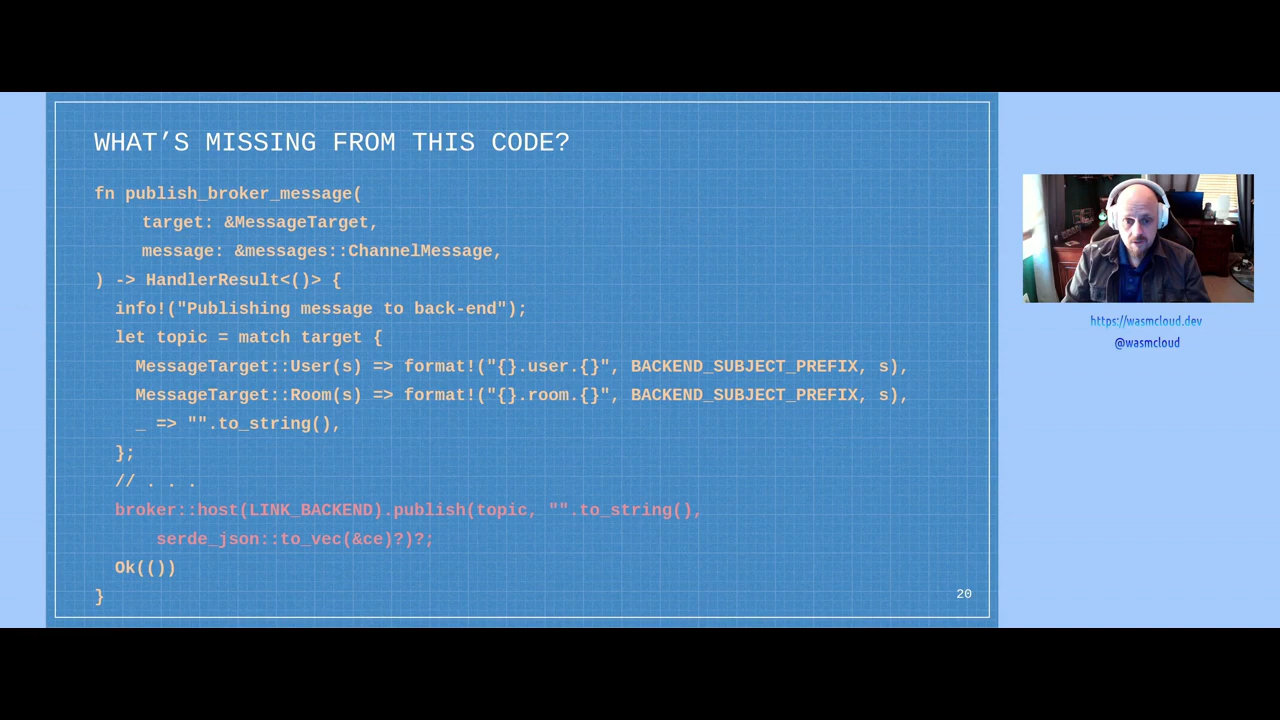 WHAT’S MISSING FROM THIS CODE?
fn publish_broker_message(
target: &MessageTarget,
message: &messages::ChannelMessage,
) -> HandlerResult<()> {
info!("Publishing message to back-end");
let topic = match target {
MessageTarget::User(s) => format!("{}.user.{}", BACKEND_SUBJECT_PREFIX, s),
MessageTarget::Room(s) => format!("{}.room.{}", BACKEND_SUBJECT_PREFIX, s),
_ => "".to_string(),
};
// . . .
broker::host(LINK_BACKEND).publish(topic, "".to_string(),
serde_json::to_vec(&ce)?)?;
Ok(())
}
20
https://wasmcloud.dev
@wasmcloud